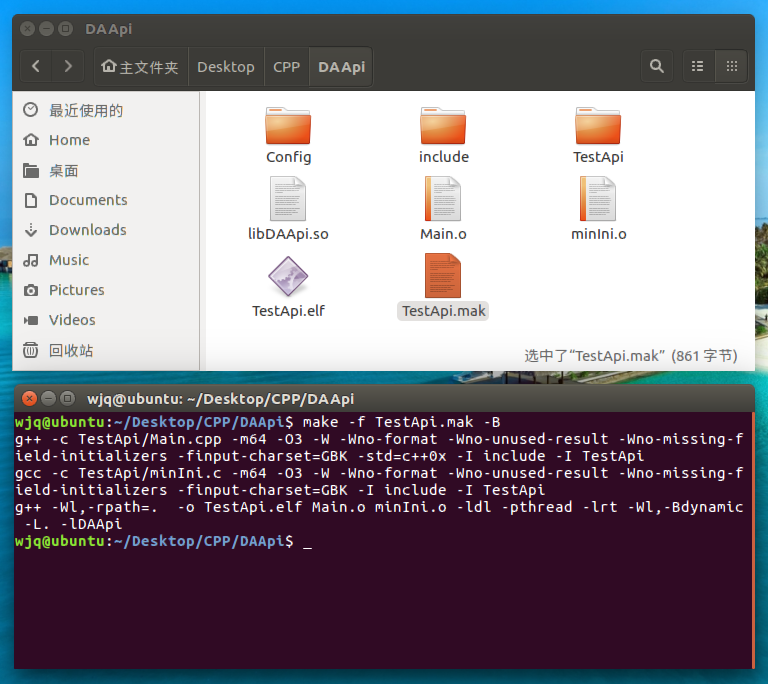 DAApi
主文件夹 Desktop CPP DAApi
最近使用的
Home
桌面
Documents
Downloads
Music
Pictures
Videos
回收站
Config include TestApi
libDAApi.so Main.o minIni.o
TestApi.elf TestApi.mak
选中了“TestApi.mak” (861 字节)
wjq@ubuntu: ~/Desktop/CPP/DAApi
wjq@ubuntu:~/Desktop/CPP/DAApi$ make -f TestApi.mak -B
g++ -c TestApi/Main.cpp -m64 -O3 -W -Wno-format -Wno-unused-result -Wno-missing-f
ield-initializers -finput-charset=GBK -std=c++0x -I include -I TestApi
gcc -c TestApi/minIni.c -m64 -O3 -W -Wno-format -Wno-unused-result -Wno-missing-f
ield-initializers -finput-charset=GBK -I include -I TestApi
g++ -Wl,-rpath=.  -o TestApi.elf Main.o minIni.o -ldl -pthread -lrt -Wl,-Bdynamic
 -L. -lDAApi
wjq@ubuntu:~/Desktop/CPP/DAApi$ _